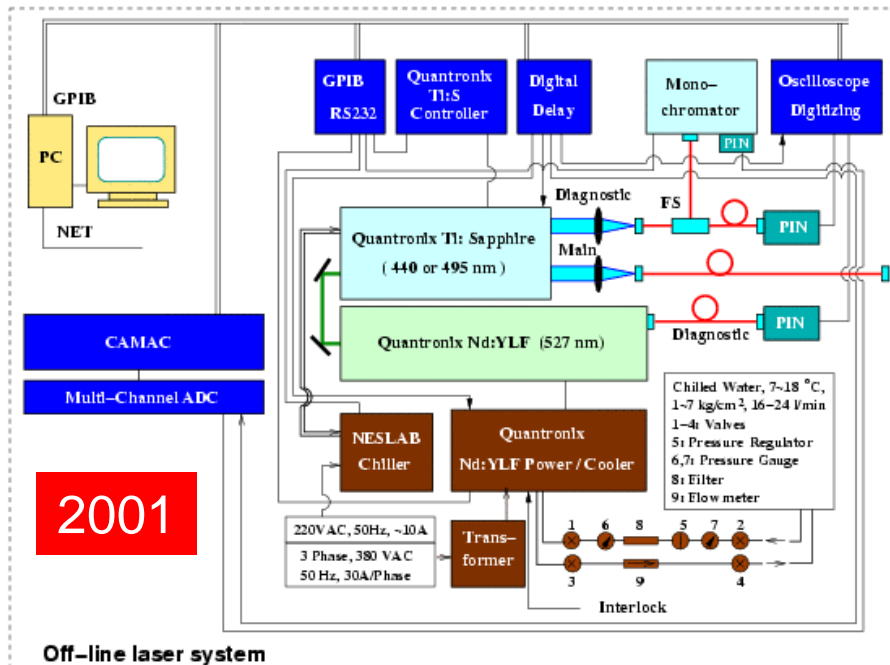 GPIB
PC
NET
GPIB
RS232
Quantronix
Ti:S
Controller
Digital
Delay
Mono–
chromator
PIN
Oscilloscope
Digitizing
Diagnostic
FS
PIN
Quantronix Ti: Sapphire
( 440 or 495 nm )
Main
Quantronix Nd:YLF (527 nm)
Diagnostic
PIN
CAMAC
Multi–Channel ADC
NESLAB
Chiller
Quantronix
Nd:YLF Power / Cooler
Chilled Water, 7~18 °C,
1~7 kg/cm², 16–24 l/min
1–4: Valves
5: Pressure Regulator
6,7: Pressure Gauge
8: Filter
9: Flow meter
2001
220VAC, 50Hz, ~10A
3 Phase, 380 VAC
50 Hz, 30A/Phase
Trans–
former
1 6 8 5 7 2
3 9 4
Interlock
Off–line laser system